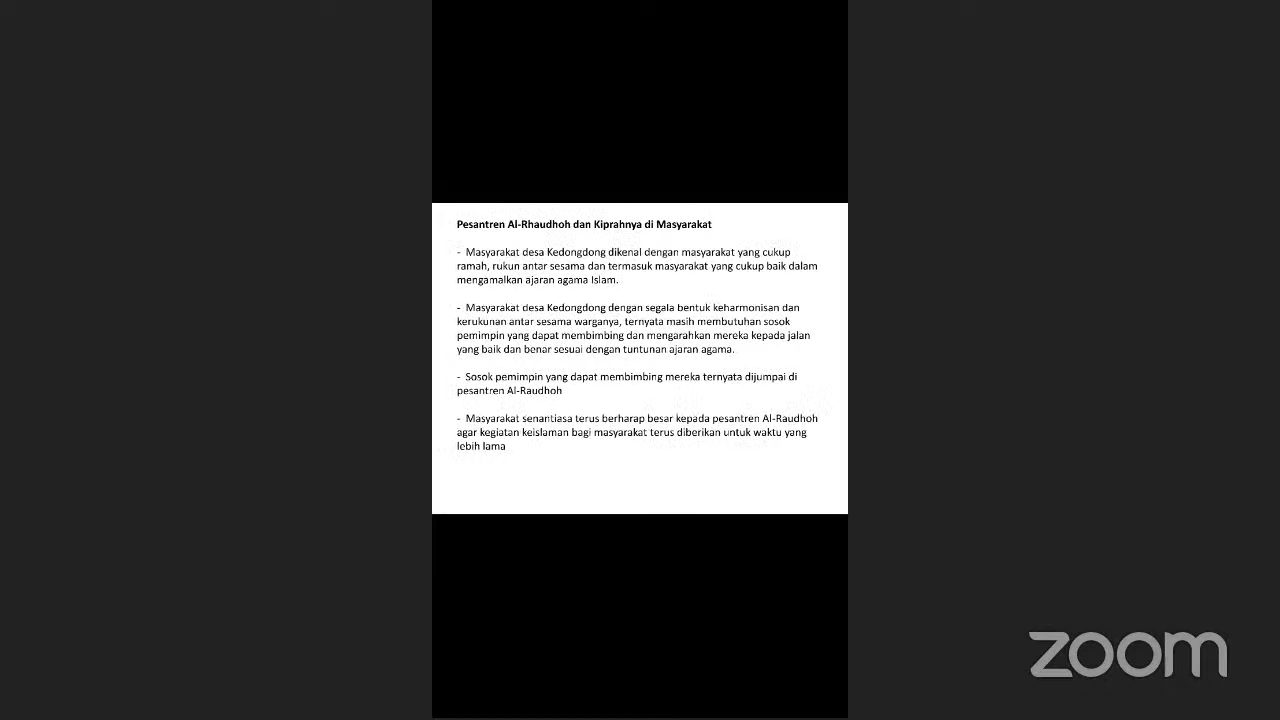 Pesantren Al-Rhaudhoh dan Kiprahnya di Masyarakat
- Masyarakat desa Kedongdong dikenal dengan masyarakat yang cukup
ramah, rukun antar sesama dan termasuk masyarakat yang cukup baik dalam
mengamalkan ajaran agama Islam.
- Masyarakat desa Kedongdong dengan segala bentuk keharmonisan dan
kerukunan antar sesama warganya, ternyata masih membutuhan sosok
pemimpin yang dapat membimbing dan mengarahkan mereka kepada jalan
yang baik dan benar sesuai dengan tuntunan ajaran agama.
- Sosok pemimpin yang dapat membimbing mereka ternyata dijumpai di
pesantren Al-Raudhoh
- Masyarakat senantiasa terus berharap besar kepada pesantren Al-Raudhoh
agar kegiatan keislaman bagi masyarakat terus diberikan untuk waktu yang
lebih lama
zoom